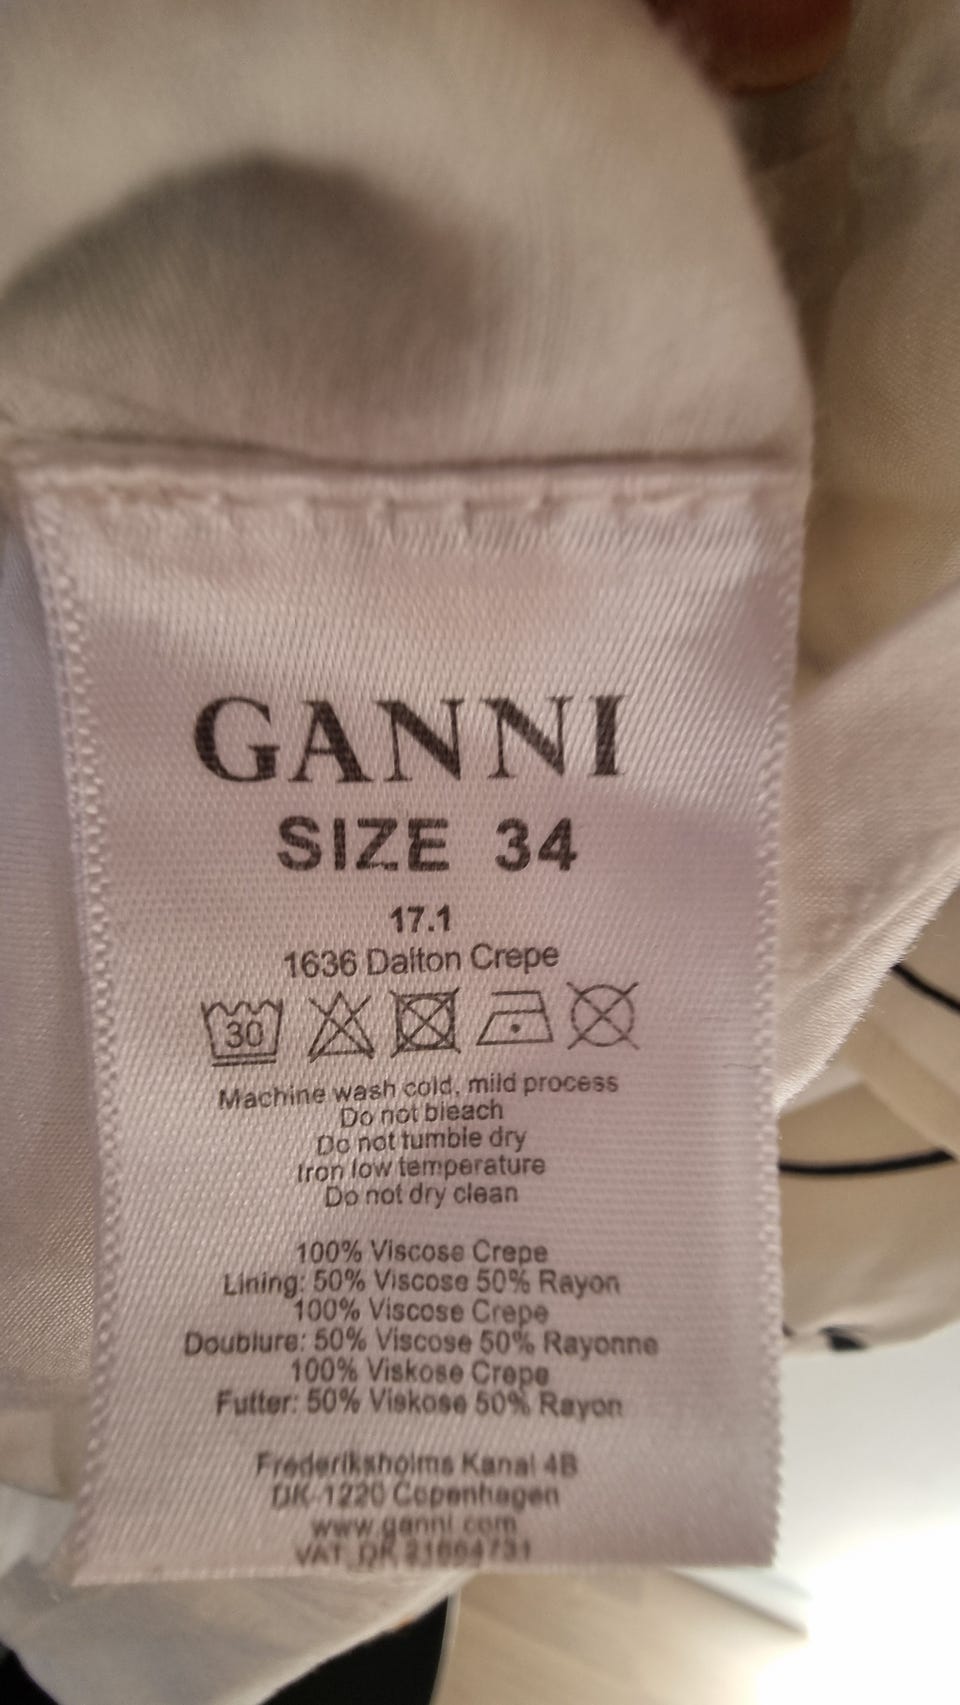 GANNI
SIZE 34
17.1
1636 Dalton Crepe
30
Machine wash cold, mild process
Do not bleach
Do not tumble dry
Iron low temperature
Do not dry clean
100% Viscose Crepe
Lining: 50% Viscose 50% Rayon
100% Viscose Crepe
Doublure: 50% Viscose 50% Rayonne
100% Viskose Crepe
Futter: 50% Viskose 50% Rayon
Frederiksholms Kanal 4B
DK-1220 Copenhagen
www.ganni.com
VAT DK